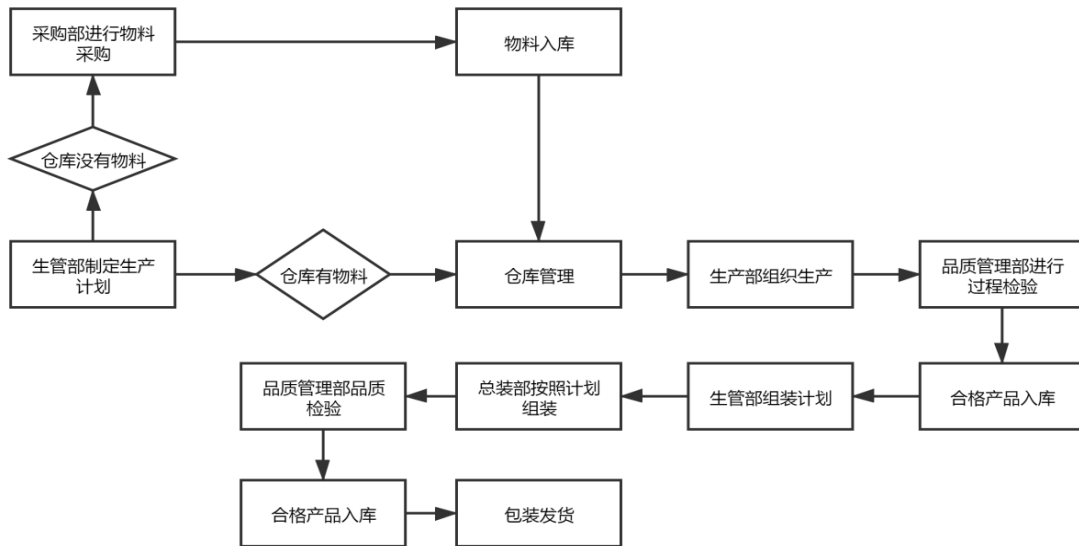 采购部进行物料
采购
物料入库
仓库没有物料
生管部制定生产
计划
仓库有物料
仓库管理
生产部组织生产
品质管理部进行
过程检验
品质管理部品质
检验
总装部按照计划
组装
生管部组装计划
合格产品入库
合格产品入库
包装发货